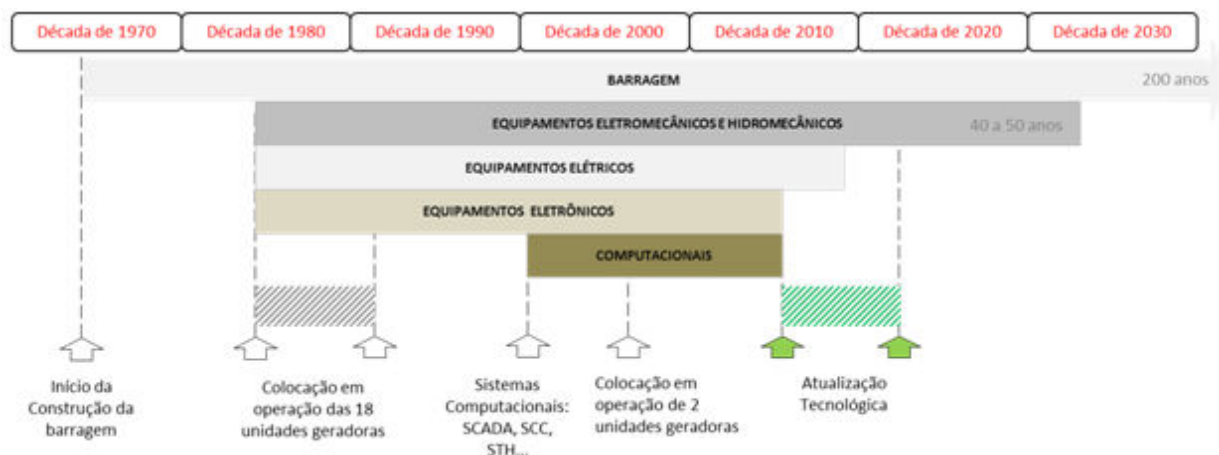 Década de 1970
Década de 1980
Década de 1990
Década de 2000
Década de 2010
Década de 2020
Década de 2030
BARRAGEM
200 anos
EQUIPAMENTOS ELETROMECÂNICOS E HIDROMECÂNICOS
40 a 50 anos
EQUIPAMENTOS ELÉTRICOS
EQUIPAMENTOS ELETRÔNICOS
COMPUTACIONAIS
Início da
Construção da
barragem
Colocação em
operação das 18
unidades geradoras
Sistemas
Computacionais:
SCADA, SCC,
STH...
Colocação em
operação de 2
unidades geradoras
Atualização
Tecnológica